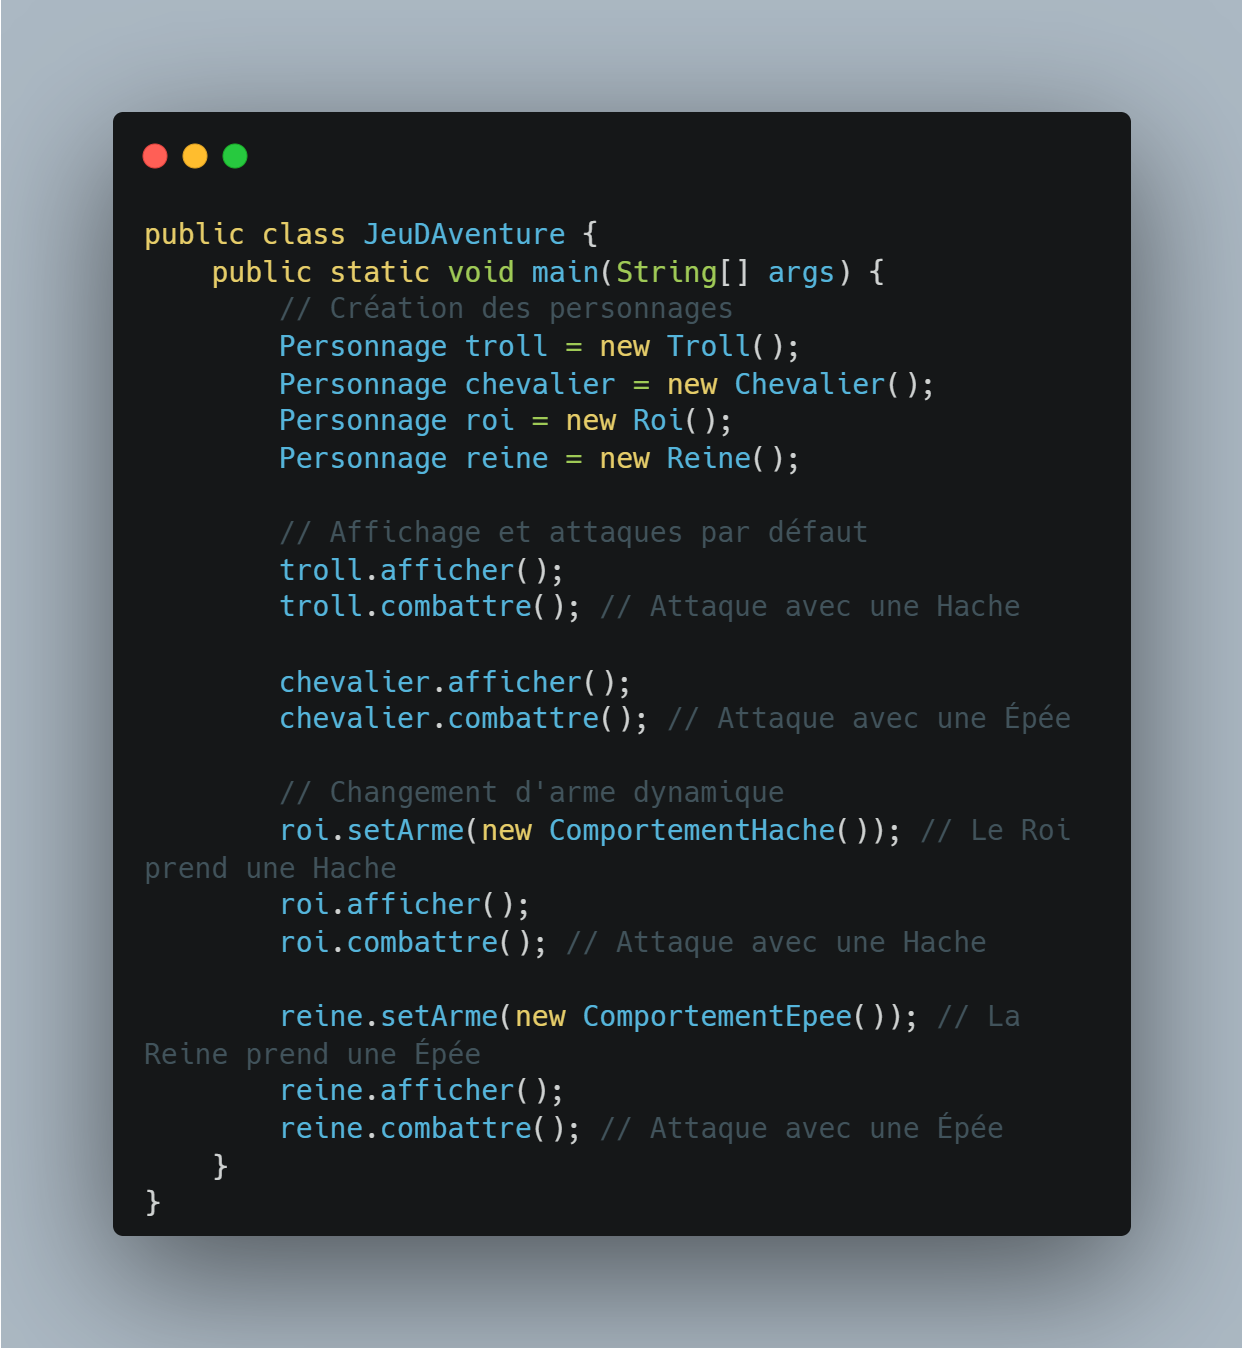 public class JeuDAventure {
    public static void main(String[] args) {
        // Création des personnages
        Personnage troll = new Troll();
        Personnage chevalier = new Chevalier();
        Personnage roi = new Roi();
        Personnage reine = new Reine();

        // Affichage et attaques par défaut
        troll.afficher();
        troll.combattre(); // Attaque avec une Hache

        chevalier.afficher();
        chevalier.combattre(); // Attaque avec une Épée

        // Changement d'arme dynamique
        roi.setArme(new ComportementHache()); // Le Roi
prend une Hache
        roi.afficher();
        roi.combattre(); // Attaque avec une Hache

        reine.setArme(new ComportementEpee()); // La
Reine prend une Épée
        reine.afficher();
        reine.combattre(); // Attaque avec une Épée
    }
}